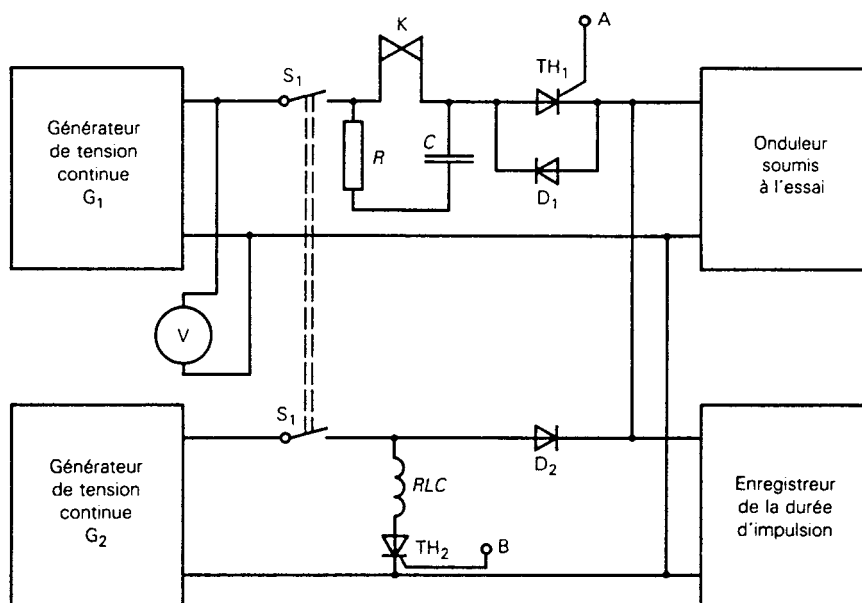 K
A
S₁
TH₁
Générateur
de tension
continue
G₁
R
C
D₁
Onduleur
soumis
à l'essai
V
S₁
Générateur
de tension
continue
G₂
RLC
D₂
TH₂
B
Enregistreur
de la durée
d'impulsion